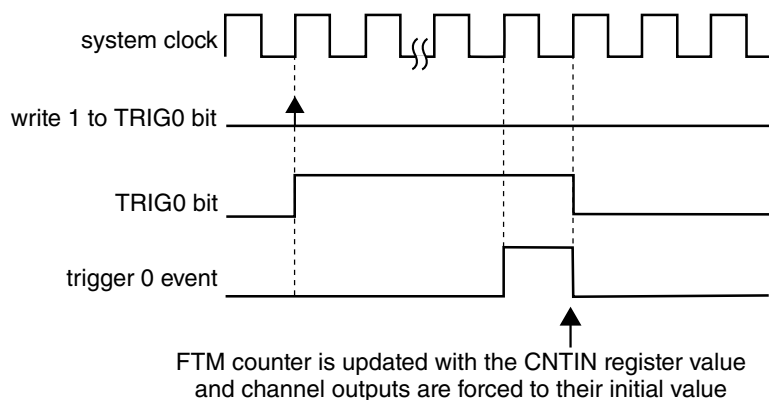 system clock
write 1 to TRIG0 bit
TRIG0 bit
trigger 0 event
FTM counter is updated with the CNTIN register value
and channel outputs are forced to their initial value